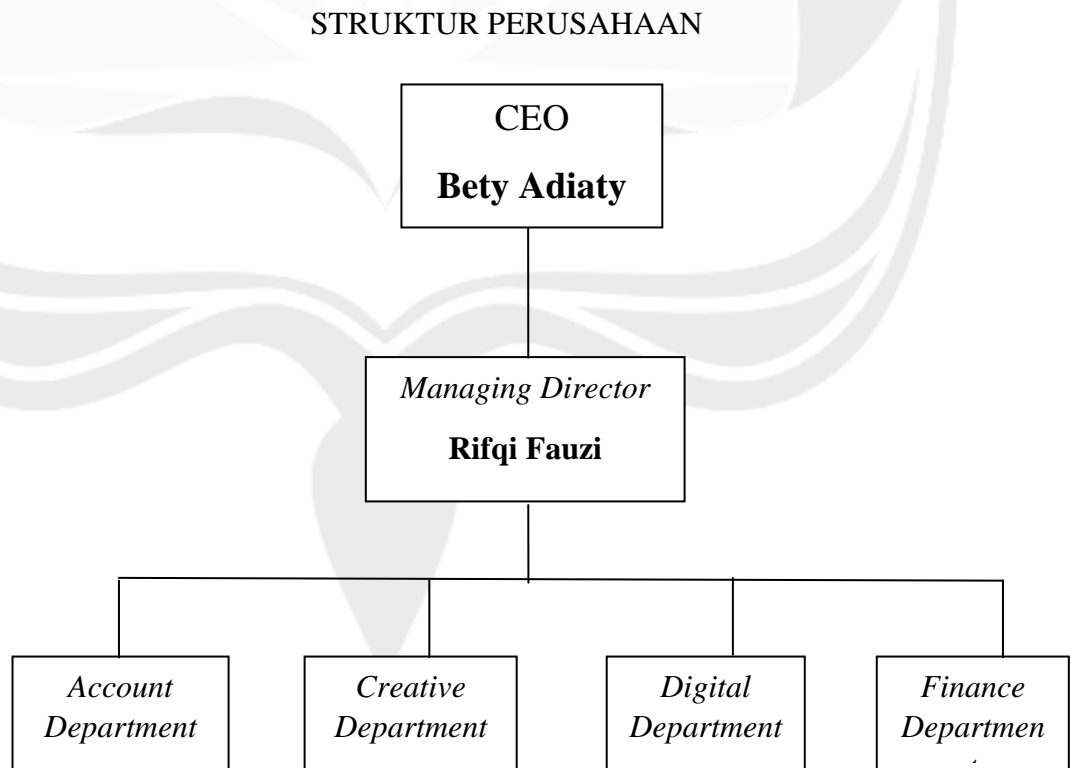 STRUKTUR PERUSAHAAN
CEO
Bety Adiaty
Managing Director
Rifqi Fauzi
Account
Department
Creative
Department
Digital
Department
Finance
Departmen